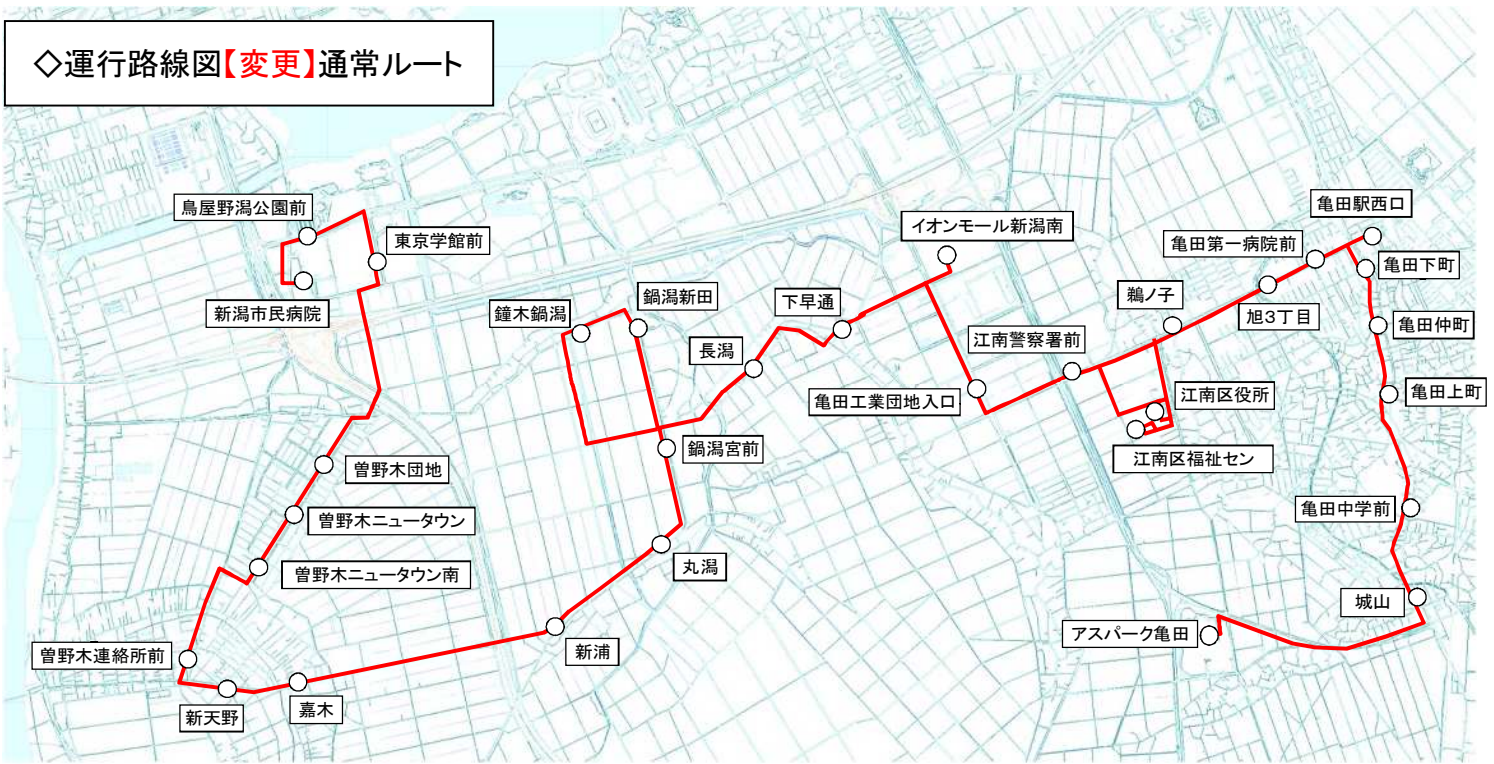 ◇運行路線図【変更】通常ルート
鳥屋野潟公園前
東京学館前
新潟市民病院
鐘木鍋潟
鍋潟新田
長潟
下早通
イオンモール新潟南
亀田工業団地入口
江南警察署前
鵜ノ子
江南区役所
江南区福祉セン
旭3丁目
亀田第一病院前
亀田駅西口
亀田下町
亀田仲町
亀田上町
亀田中学前
城山
アスパーク亀田
鍋潟宮前
丸潟
新浦
嘉木
新天野
曽野木連絡所前
曽野木ニュータウン南
曽野木ニュータウン
曽野木団地